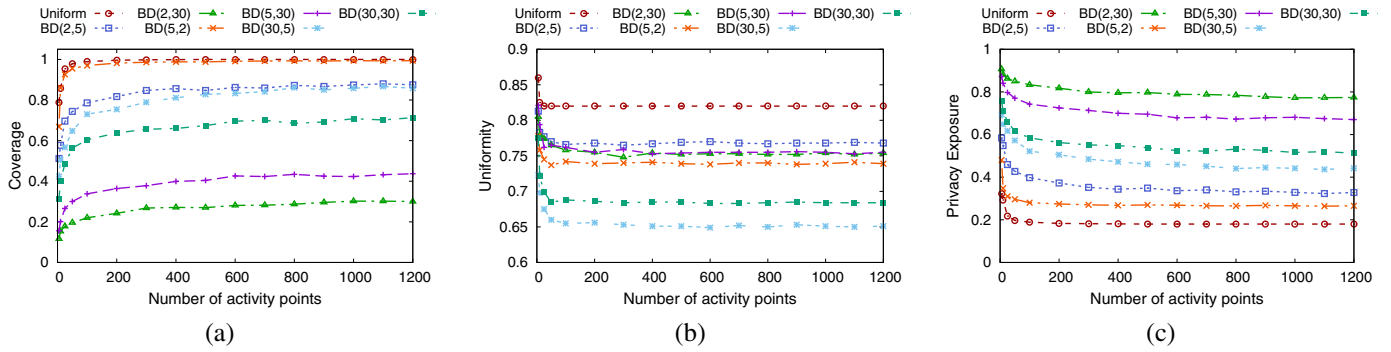 Uniform BD(2,30) BD(5,30) BD(30,30)
BD(2,5) BD(5,2) BD(30,5)
1
0.8
0.6
0.4
0.2
0
Coverage
0 200 400 600 800 1000 1200
Number of activity points
(a)
Uniform BD(2,30) BD(5,30) BD(30,30)
BD(2,5) BD(5,2) BD(30,5)
0.9
0.85
0.8
0.75
0.7
0.65
0.6
Uniformity
0 200 400 600 800 1000 1200
Number of activity points
(b)
Uniform BD(2,30) BD(5,30) BD(30,30)
BD(2,5) BD(5,2) BD(30,5)
1
0.8
0.6
0.4
0.2
0
Privacy Exposure
0 200 400 600 800 1000 1200
Number of activity points
(c)